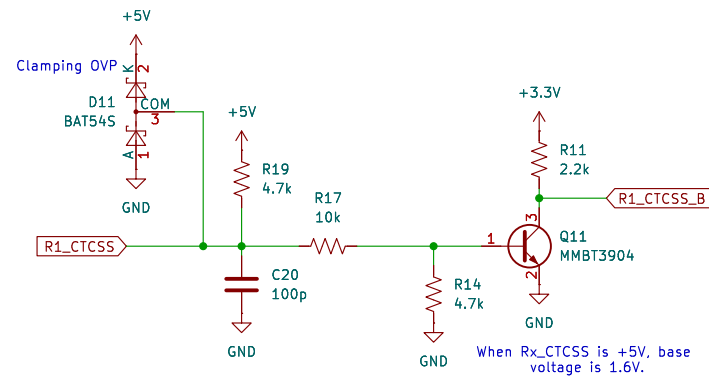 +5V
Clamping OVP
K
2
D11
BAT54S
COM
3
A
1
GND
+5V
R19
4.7k
+3.3V
R11
2.2k
R17
10k
R1_CTCSS
R1_CTCSS_B
3
1
Q11
MMBT3904
2
C20
100p
R14
4.7k
GND
GND
GND
When Rx_CTCSS is +5V, base
voltage is 1.6V.